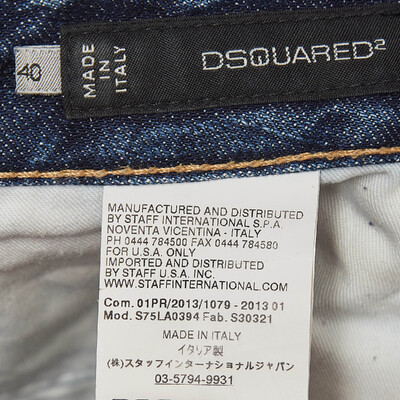 40
MADE
IN
ITALY
DSQUARED2
MANUFACTURED AND DISTRIBUTED
BY STAFF INTERNATIONAL S.P.A.
NOVENTA VICENTINA - ITALY
PH 0444 784500 FAX 0444 784580
FOR U.S.A. ONLY
IMPORTED AND DISTRIBUTED
BY STAFF U.S.A. INC.
WWW.STAFFINTERNATIONAL.COM
Com. 01PR/2013/1079 - 2013 01
Mod. S75LA0394 Fab. S30321
MADE IN ITALY
イタリア製
(株)スタッフインターナショナルジャパン
03-5794-9931